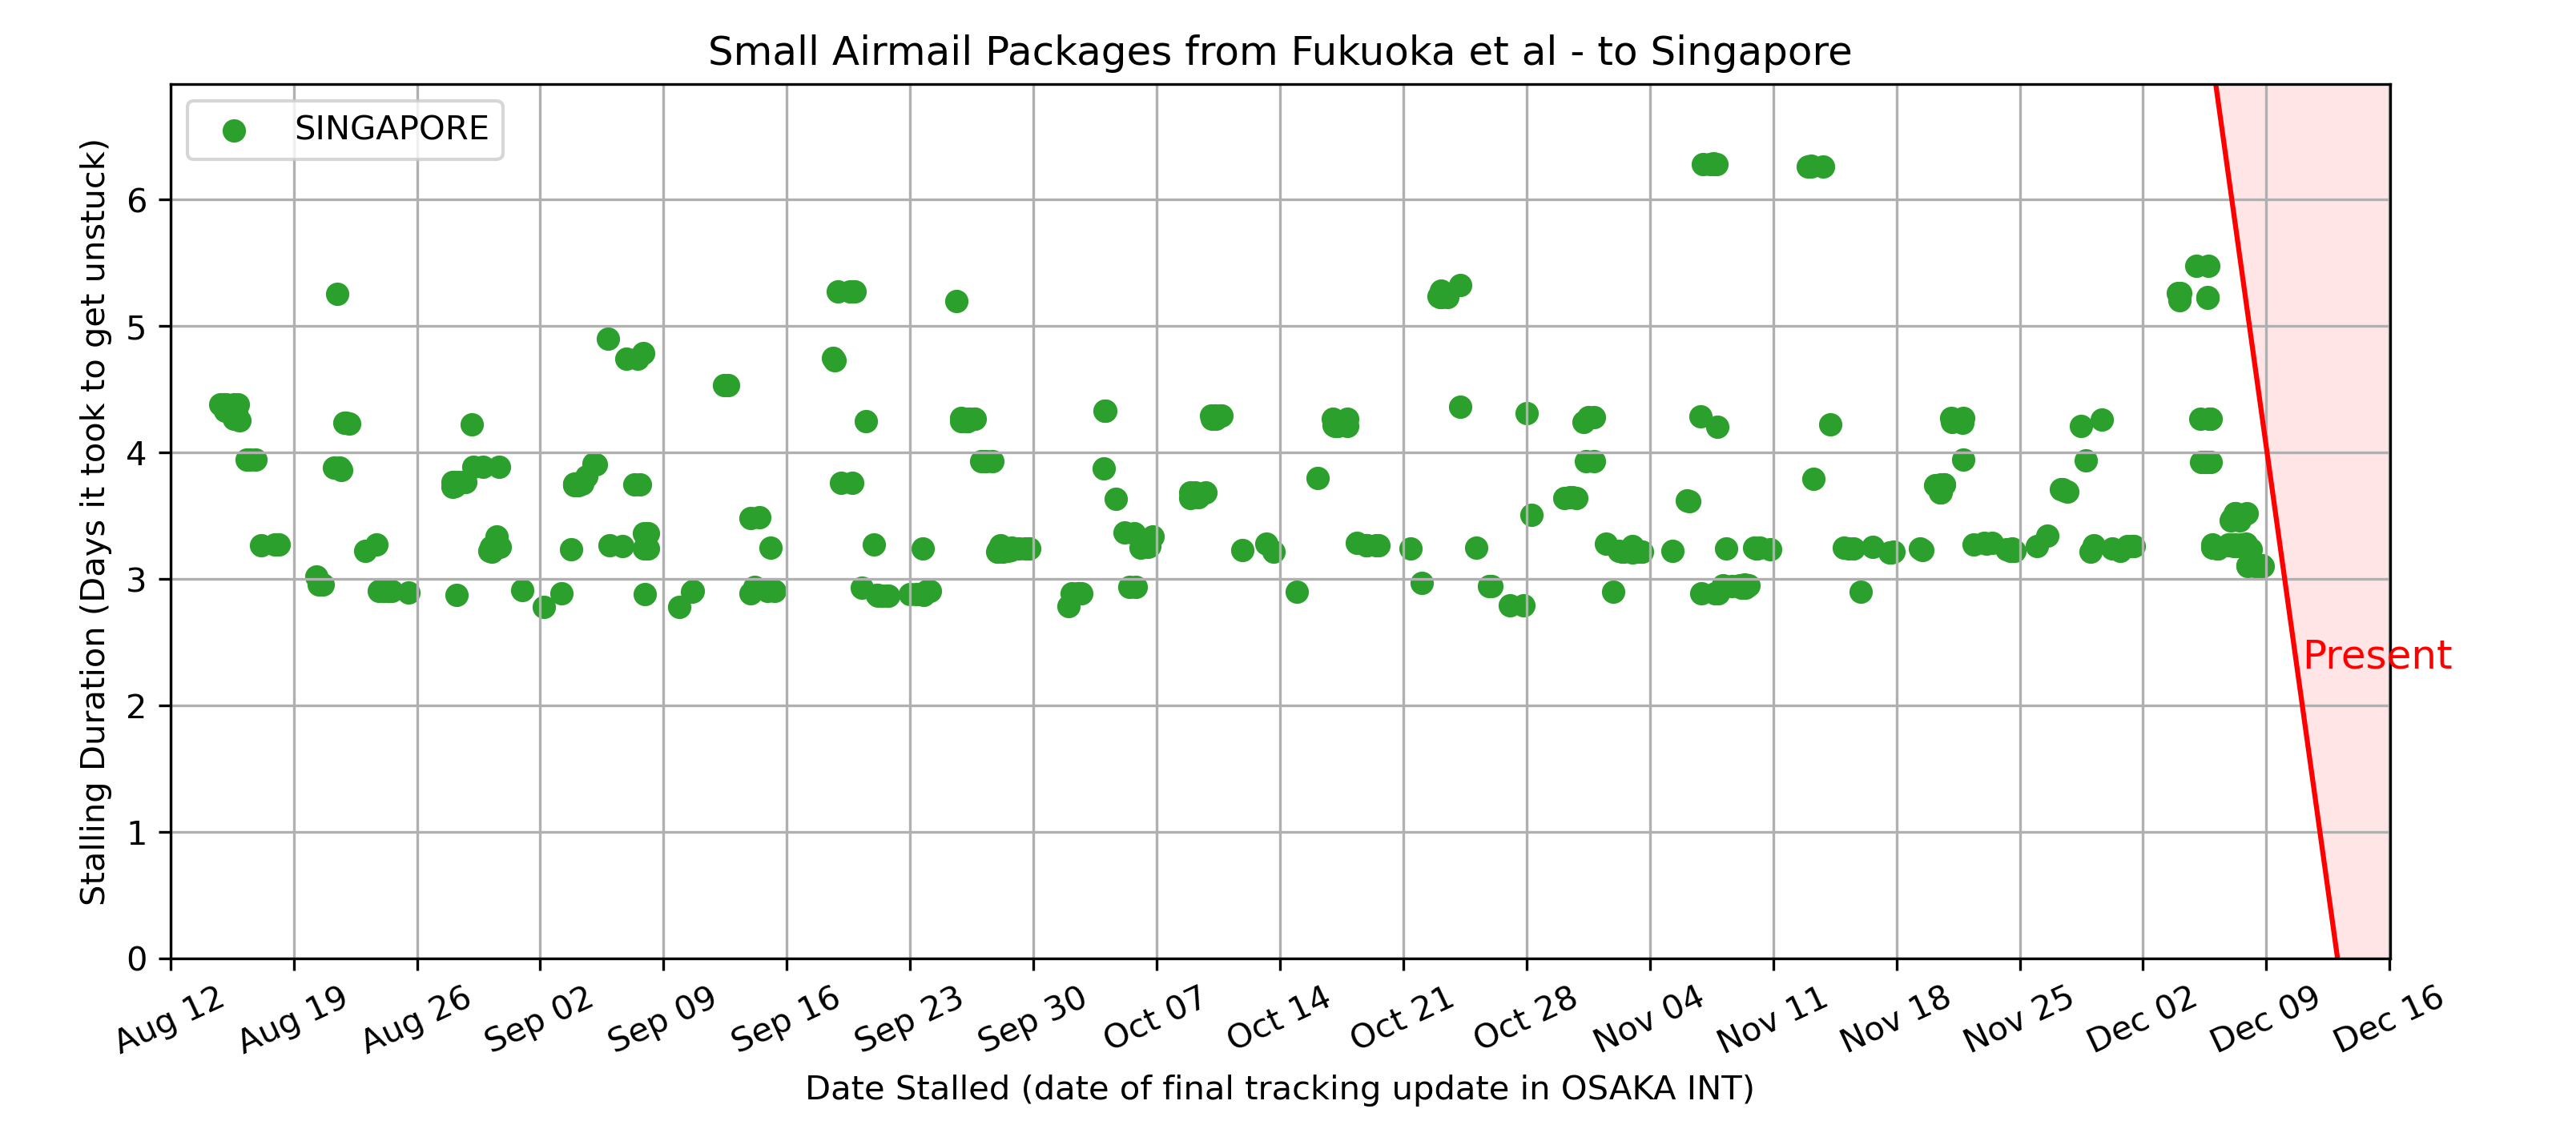 Small Airmail Packages from Fukuoka et al - to Singapore
SINGAPORE
Stalling Duration (Days it took to get unstuck)
6
5
4
3
2
1
0
Present
Aug 12
Aug 19
Aug 26
Sep 02
Sep 09
Sep 16
Sep 23
Sep 30
Oct 07
Oct 14
Oct 21
Oct 28
Nov 04
Nov 11
Nov 18
Nov 25
Dec 02
Dec 09
Dec 16
Date Stalled (date of final tracking update in OSAKA INT)